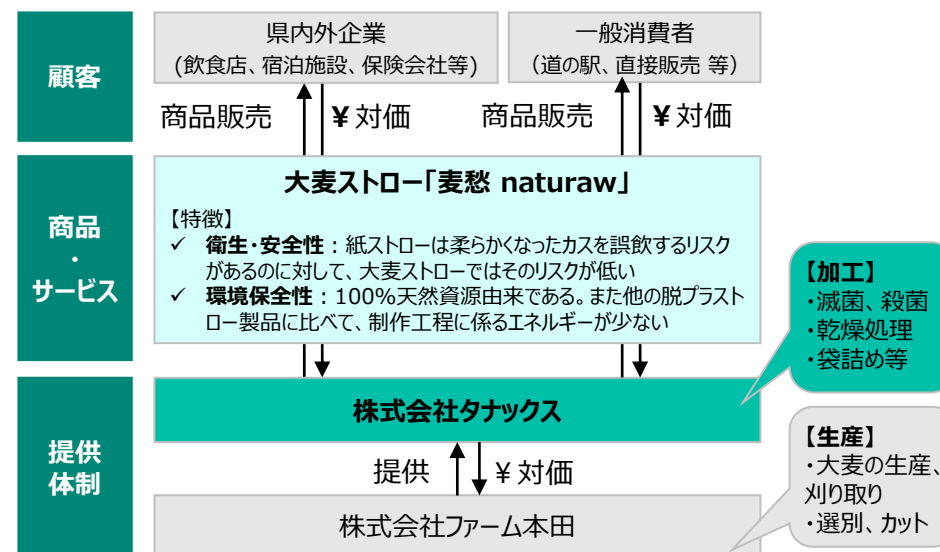 顧客
県内外企業
(飲食店、宿泊施設、保険会社等)
一般消費者
（道の駅、直接販売 等）
商品販売
¥ 対価
商品販売
¥ 対価
商品
・
サービス
大麦ストロー「麦愁 naturaw」
【特徴】
✓ 衛生・安全性：紙ストローは柔らかくなったカスを誤飲するリスク
があるのに対して、大麦ストローではそのリスクが低い
✓ 環境保全性：100%天然資源由来である。また他の脱プラスト
ロー製品に比べて、制作工程に係るエネルギーが少ない
【加工】
・滅菌、殺菌
・乾燥処理
・袋詰め等
提供
体制
株式会社タナックス
提供
¥ 対価
株式会社ファーム本田
【生産】
・大麦の生産、
刈り取り
・選別、カット